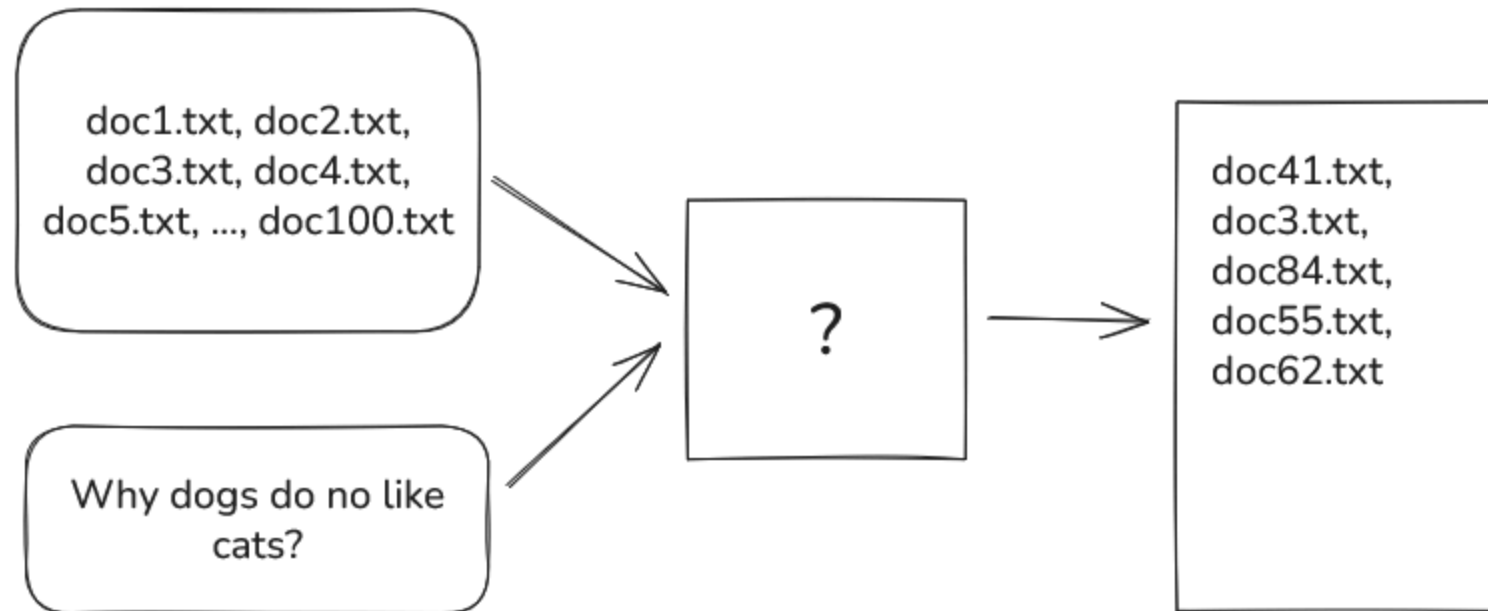 doc1.txt, doc2.txt,
doc3.txt, doc4.txt,
doc5.txt, ..., doc100.txt
Why dogs do no like
cats?
?
doc41.txt,
doc3.txt,
doc84.txt,
doc55.txt,
doc62.txt